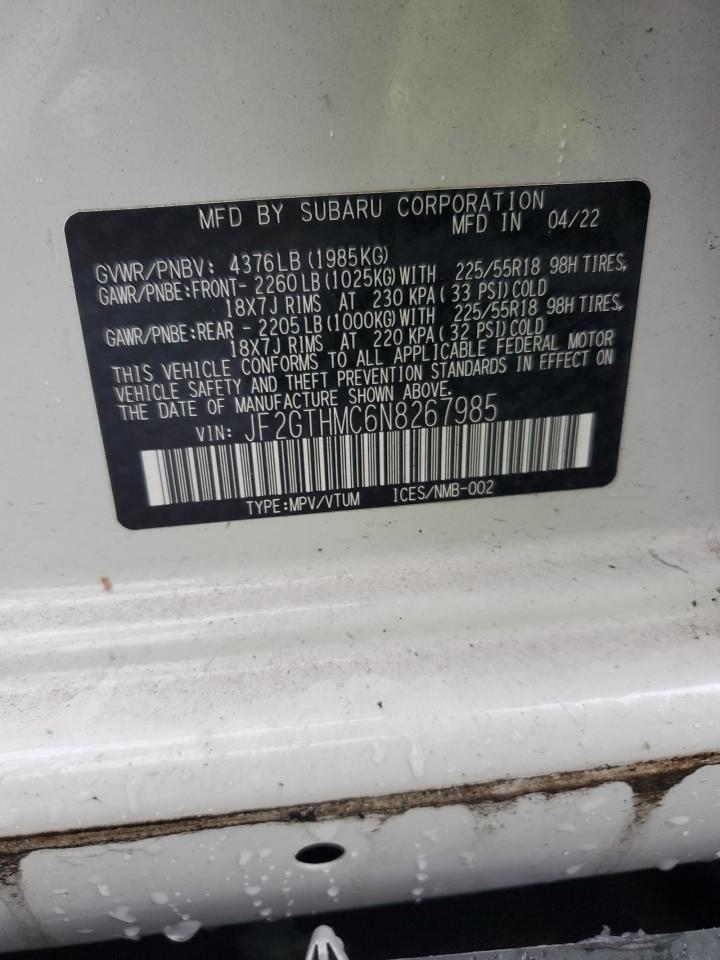 MFD BY SUBARU CORPORATION
MFD IN 04/22
GVWR/PNBV: 4376LB(1985KG)
GAWR/PNBE:FRONT- 2260LB(1025KG)WITH 225/55R18 98H TIRES,
18X7J RIMS AT 230 KPA(33 PSI)COLD
GAWR/PNBE:REAR - 2205LB(1000KG)WITH 225/55R18 98H TIRES,
18X7J RIMS AT 220 KPA(32 PSI)COLD
THIS VEHICLE CONFORMS TO ALL APPLICABLE FEDERAL MOTOR
VEHICLE SAFETY AND THEFT PREVENTION STANDARDS IN EFFECT ON
THE DATE OF MANUFACTURE SHOWN ABOVE.
VIN: JF2GTHMC6N8267985
TYPE:MPV/VTUM ICES/NMB-002